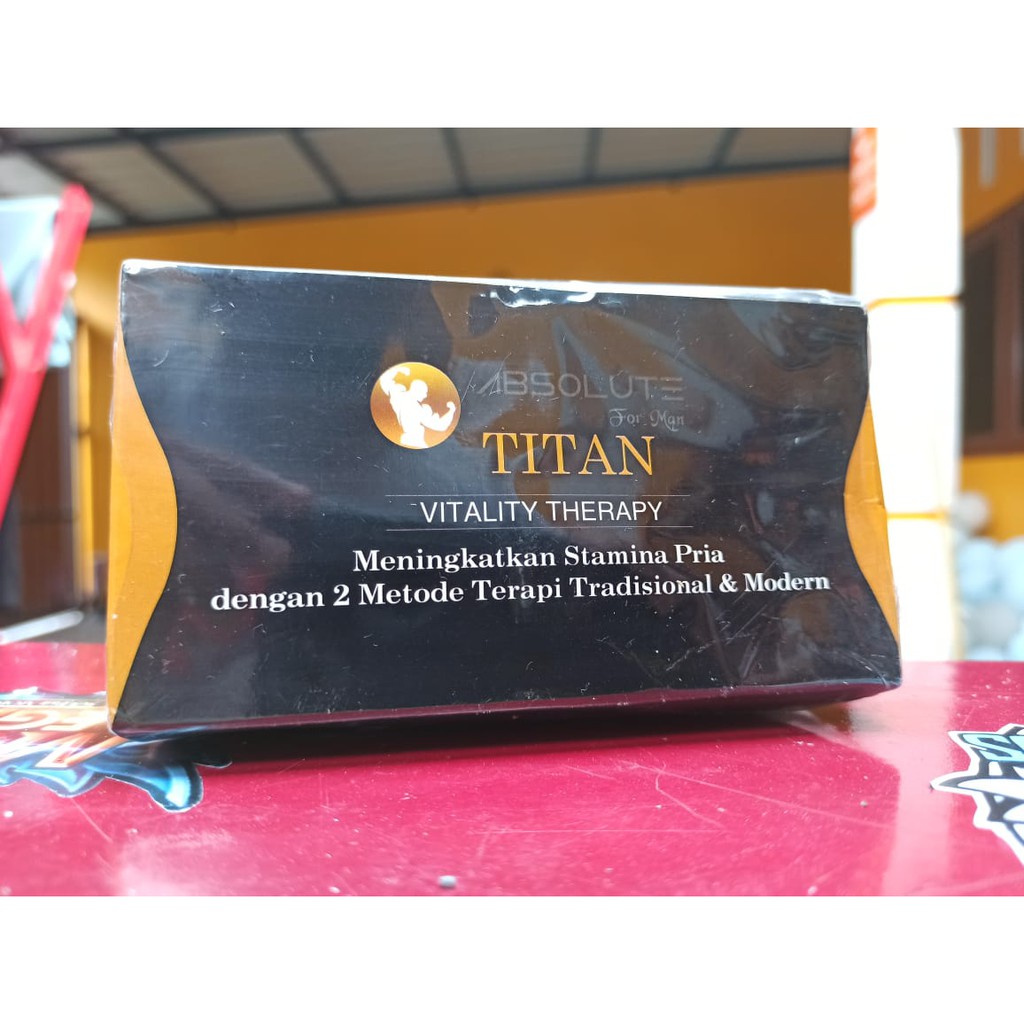 ABSOLUTE
For Man
TITAN
VITALITY THERAPY
Meningkatkan Stamina Pria
dengan 2 Metode Terapi Tradisional & Modern